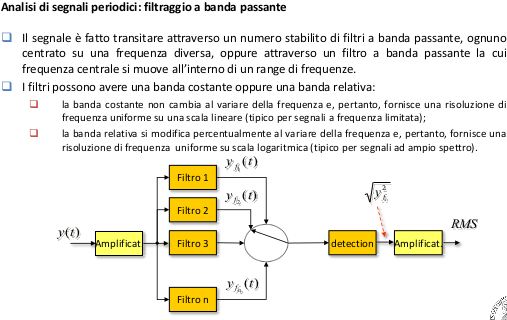 Analisi di segnali periodici: filtraggio a banda passante
Il segnale è fatto transitare attraverso un numero stabilito di filtri a banda passante, ognuno
centrato su una frequenza diversa, oppure attraverso un filtro a banda passante la cui
frequenza centrale si muove all'interno di un range di frequenze.
I filtri possono avere una banda costante oppure una banda relativa:
la banda costante non cambia al variare della frequenza e, pertanto, fornisce una risoluzione di
frequenza uniforme su una scala lineare (tipico per segnali a frequenza limitata);
la banda relativa si modifica percentualmente al variare della frequenza e, pertanto, fornisce una
risoluzione di frequenza uniforme su scala logaritmica (tipico per segnali ad ampio spettro).
Filtro 1
y_{f_1}(t)
Filtro 2
y_{f_2}(t)
√y²_{f_i}
y(t)
Amplificat
Filtro 3
detection
Amplificat.
RMS
Filtro n
y_{f_n}(t)